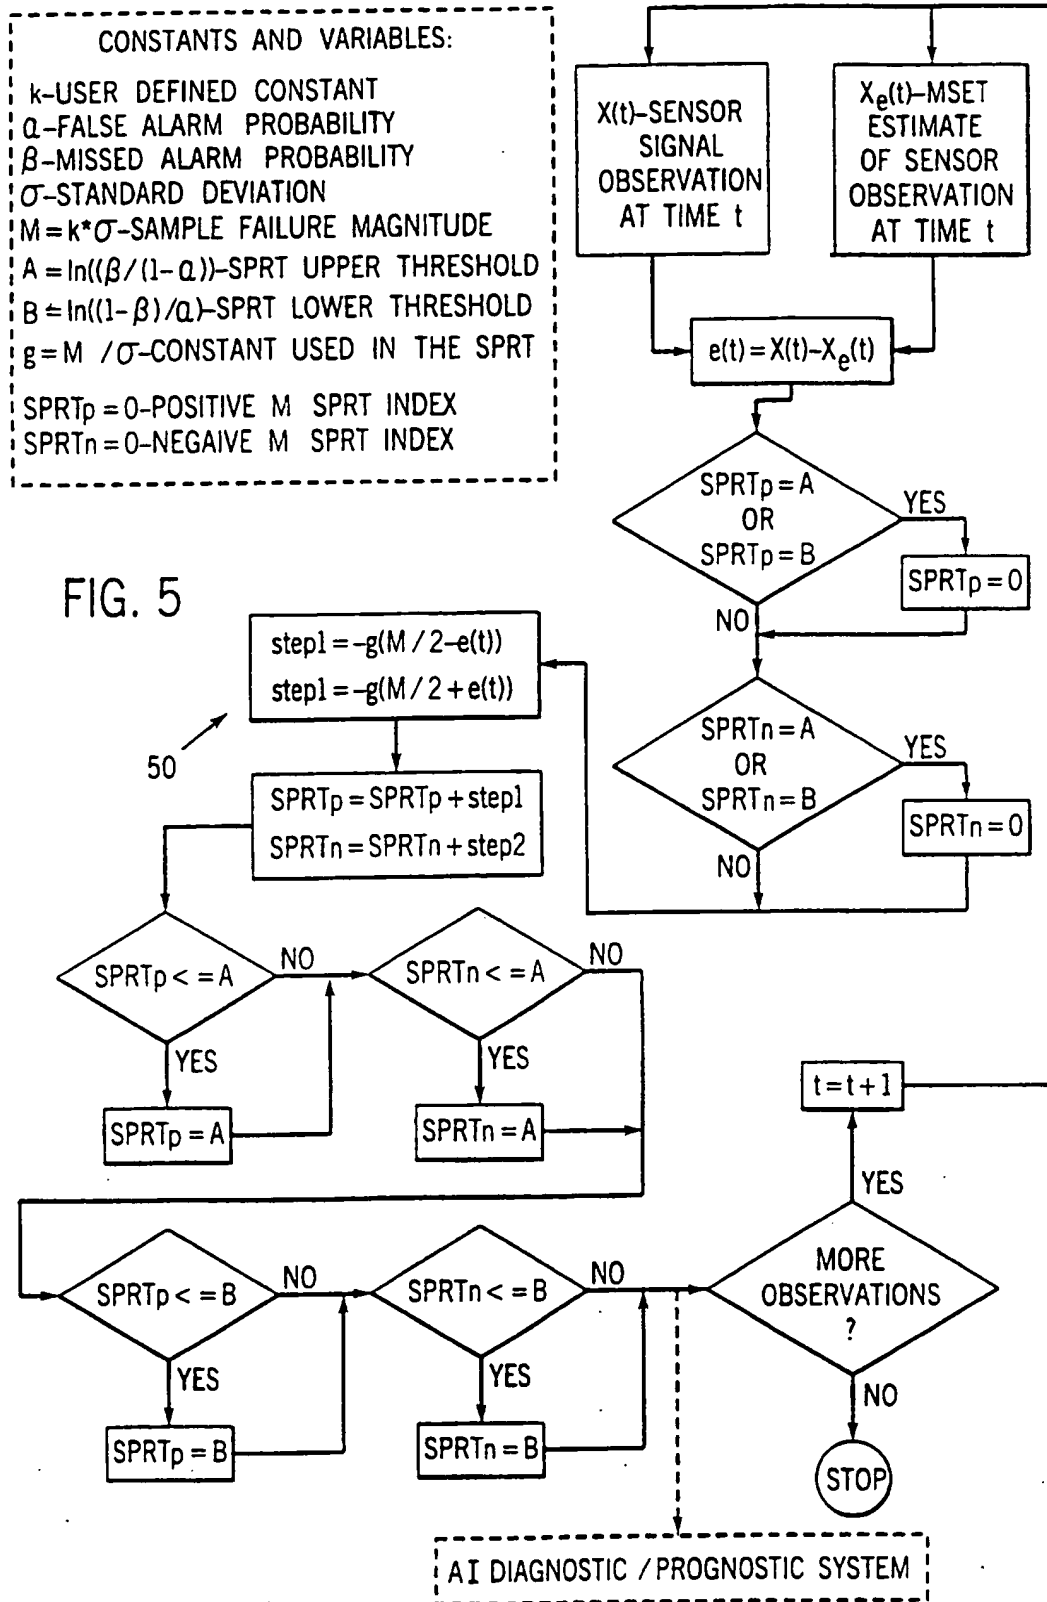 CONSTANTS AND VARIABLES:
k-USER DEFINED CONSTANT
α-FALSE ALARM PROBABILITY
β-MISSED ALARM PROBABILITY
σ-STANDARD DEVIATION
M=k*σ-SAMPLE FAILURE MAGNITUDE
A=ln((β/(1-α))-SPRT UPPER THRESHOLD
B=ln((1-β)/α)-SPRT LOWER THRESHOLD
g=M /σ-CONSTANT USED IN THE SPRT
SPRTp=0-POSITIVE M SPRT INDEX
SPRTn=0-NEGAIVE M SPRT INDEX
X(t)-SENSOR
SIGNAL
OBSERVATION
AT TIME t
Xe(t)-MSET
ESTIMATE
OF SENSOR
OBSERVATION
AT TIME t
e(t)=X(t)-Xe(t)
SPRTp=A
OR
SPRTp=B
YES
SPRTp=0
NO
SPRTn=A
OR
SPRTn=B
YES
SPRTn=0
NO
FIG. 5
step1=-g(M/2-e(t))
step1=-g(M/2+e(t))
50
SPRTp=SPRTp+step1
SPRTn=SPRTn+step2
SPRTp<=A
NO
YES
SPRTp=A
SPRTn<=A
NO
YES
SPRTn=A
SPRTp<=B
NO
YES
SPRTp=B
SPRTn<=B
NO
YES
SPRTn=B
t=t+1
YES
MORE
OBSERVATIONS
?
NO
STOP
AI DIAGNOSTIC / PROGNOSTIC SYSTEM